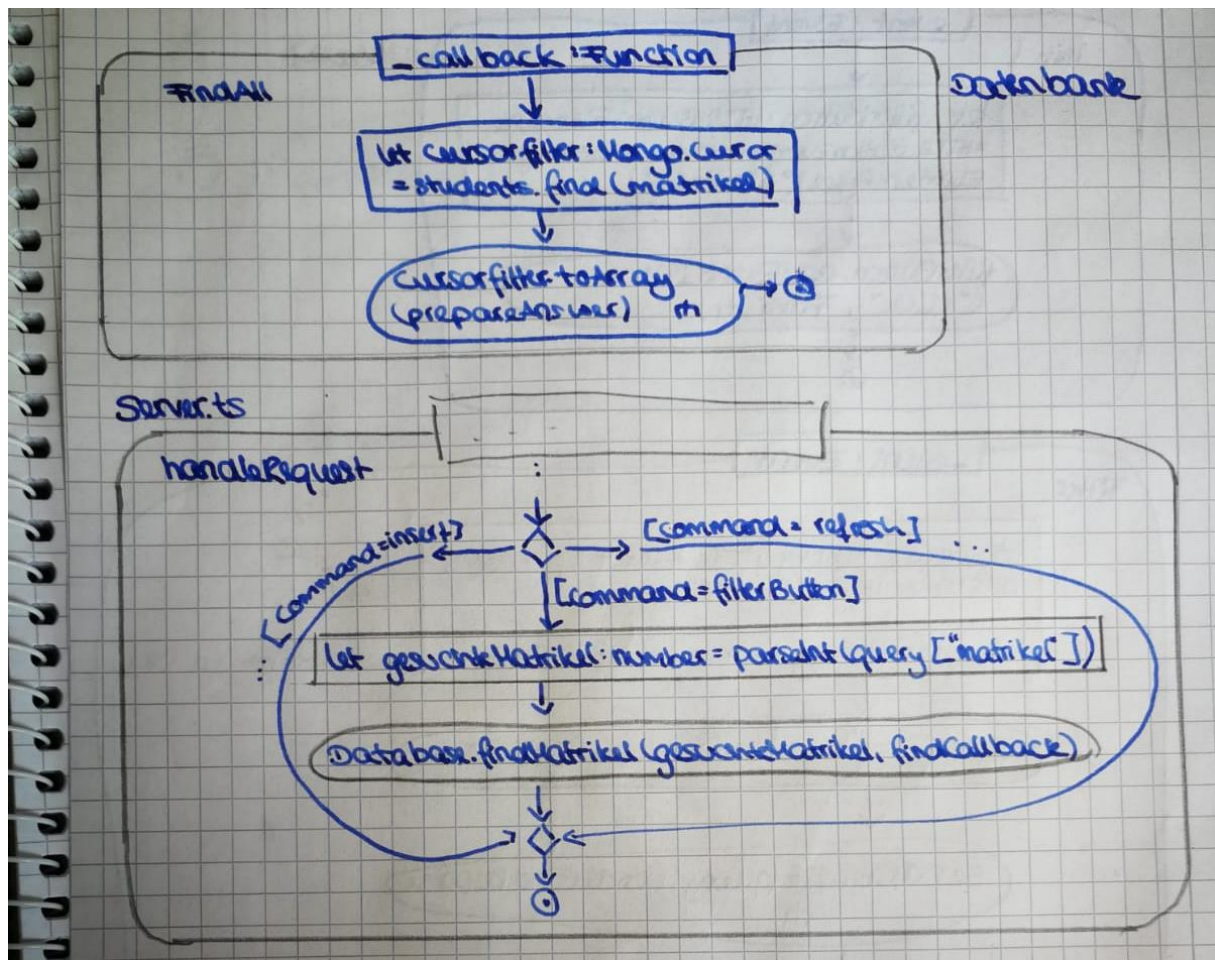 _callback : Function
FindAll
Datenbank
let cursorfilter : Mongo.Curor
= students.find (matrikel)
Cursorfilter.toArray
(prepareAnswer)
Server.ts
handleRequest
[command=insert]
[command = refresh] ...
[command=filterButton]
let gesuchteMatrikel : number = parseInt (query ["matrikel"])
Database.findMatrikel (gesuchteMatrikel, findCallback)